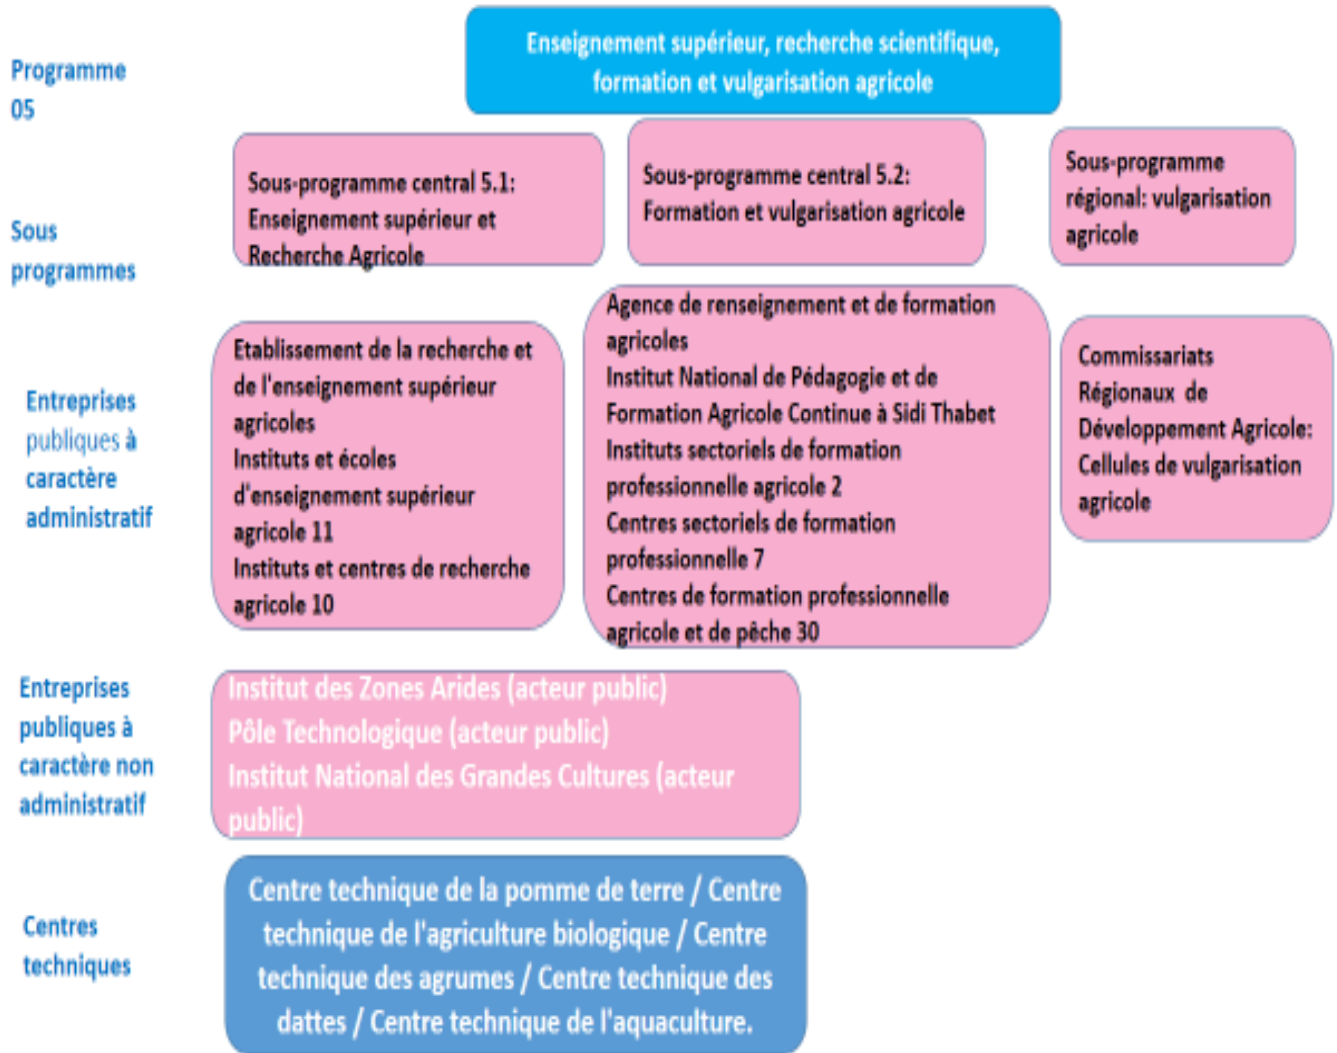 Programme
05
Enseignement supérieur, recherche scientifique,
formation et vulgarisation agricole
Sous
programmes
Sous-programme central 5.1:
Enseignement supérieur et
Recherche Agricole
Sous-programme central 5.2:
Formation et vulgarisation agricole
Sous-programme
régional: vulgarisation
agricole
Entreprises
publiques à
caractère
administratif
Etablissement de la recherche et
de l'enseignement supérieur
agricoles
Instituts et écoles
d'enseignement supérieur
agricole 11
Instituts et centres de recherche
agricole 10
Agence de renseignement et de formation
agricoles
Institut National de Pédagogie et de
Formation Agricole Continue à Sidi Thabet
Instituts sectoriels de formation
professionnelle agricole 2
Centres sectoriels de formation
professionnelle 7
Centres de formation professionnelle
agricole et de pêche 30
Commissariats
Régionaux de
Développement Agricole:
Cellules de vulgarisation
agricole
Entreprises
publiques à
caractère non
administratif
Institut des Zones Arides (acteur public)
Pôle Technologique (acteur public)
Institut National des Grandes Cultures (acteur
public)
Centres
techniques
Centre technique de la pomme de terre / Centre
technique de l'agriculture biologique / Centre
technique des agrumes / Centre technique des
dattes / Centre technique de l'aquaculture.